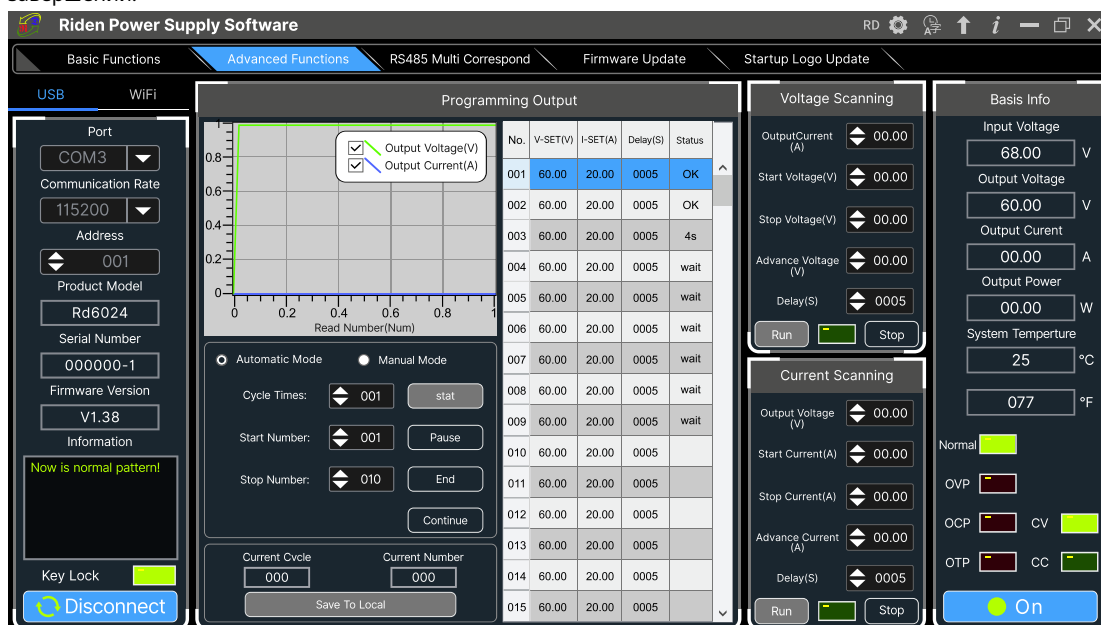 завершении.
Riden Power Supply Software
RD
Basic Functions
Advanced Functions
RS485 Multi Correspond
Firmware Update
Startup Logo Update
USB
WiFi
Port
COM3
Communication Rate
115200
Address
001
Product Model
Rd6024
Serial Number
000000-1
Firmware Version
V1.38
Information
Now is normal pattern!
Key Lock
Disconnect
Programming Output
Output Voltage(V)
Output Current(A)
1
0.8
0.6
0.4
0.2
0
0 0.2 0.4 0.6 0.8 1
Read Number(Num)
Automatic Mode
Manual Mode
Cycle Times: 001 stat
Start Number: 001 Pause
Stop Number: 010 End
Continue
Current Cycle
Current Number
000
000
Save To Local
No. V-SET(V) I-SET(A) Delay(S) Status
001 60.00 20.00 0005 OK
002 60.00 20.00 0005 OK
003 60.00 20.00 0005 4s
004 60.00 20.00 0005 wait
005 60.00 20.00 0005 wait
006 60.00 20.00 0005 wait
007 60.00 20.00 0005 wait
008 60.00 20.00 0005 wait
009 60.00 20.00 0005 wait
010 60.00 20.00 0005
011 60.00 20.00 0005
012 60.00 20.00 0005
013 60.00 20.00 0005
014 60.00 20.00 0005
015 60.00 20.00 0005
Voltage Scanning
OutputCurrent
(A)
00.00
Start Voltage(V) 00.00
Stop Voltage(V) 00.00
Advance Voltage
(V)
00.00
Delay(S) 0005
Run
Stop
Current Scanning
Output Voltage
(V)
00.00
Start Current(A) 00.00
Stop Current(A) 00.00
Advance Current
(A)
00.00
Delay(S) 0005
Run
Stop
Basis Info
Input Voltage
68.00 V
Output Voltage
60.00 V
Output Curent
00.00 A
Output Power
00.00 W
System Temperture
25 °C
077 °F
Normal
OVP
OCP
CV
OTP
CC
On